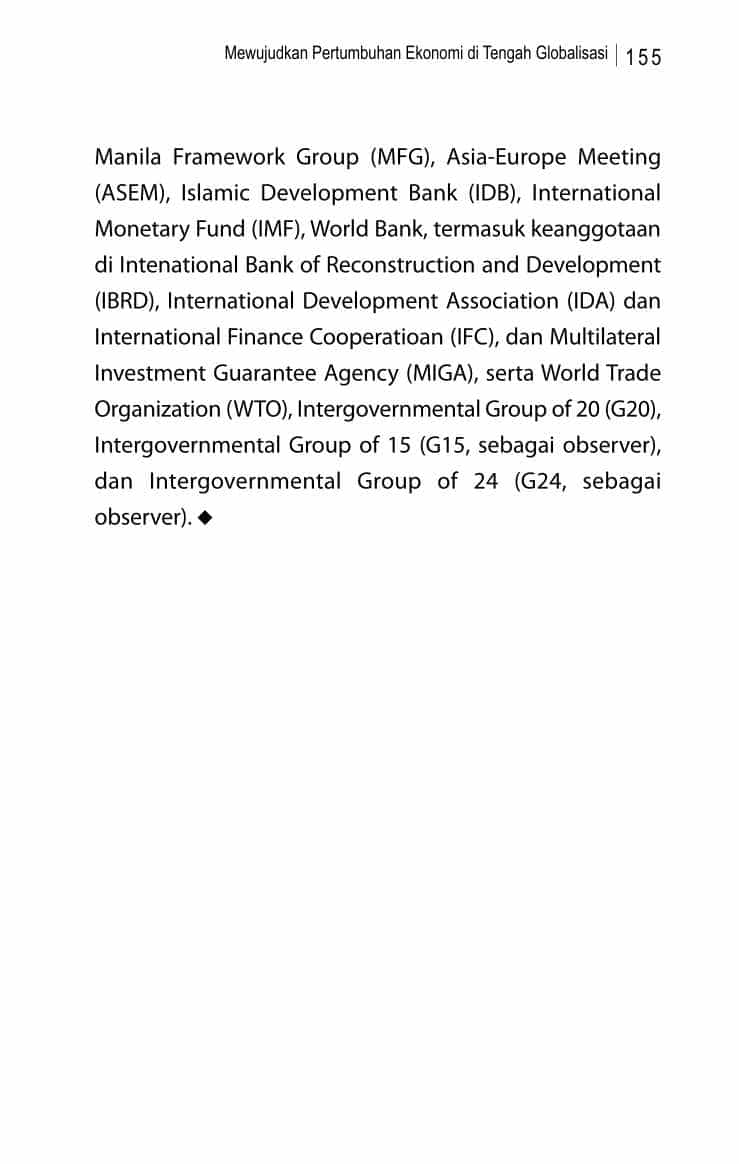 Mewujudkan Pertumbuhan Ekonomi di Tengah Globalisasi | 155
Manila Framework Group (MFG), Asia-Europe Meeting
(ASEM), Islamic Development Bank (IDB), International
Monetary Fund (IMF), World Bank, termasuk keanggotaan
di Intenational Bank of Reconstruction and Development
(IBRD), International Development Association (IDA) dan
International Finance Cooperatioan (IFC), dan Multilateral
Investment Guarantee Agency (MIGA), serta World Trade
Organization (WTO), Intergovernmental Group of 20 (G20),
Intergovernmental Group of 15 (G15, sebagai observer),
dan Intergovernmental Group of 24 (G24, sebagai
observer). ◆